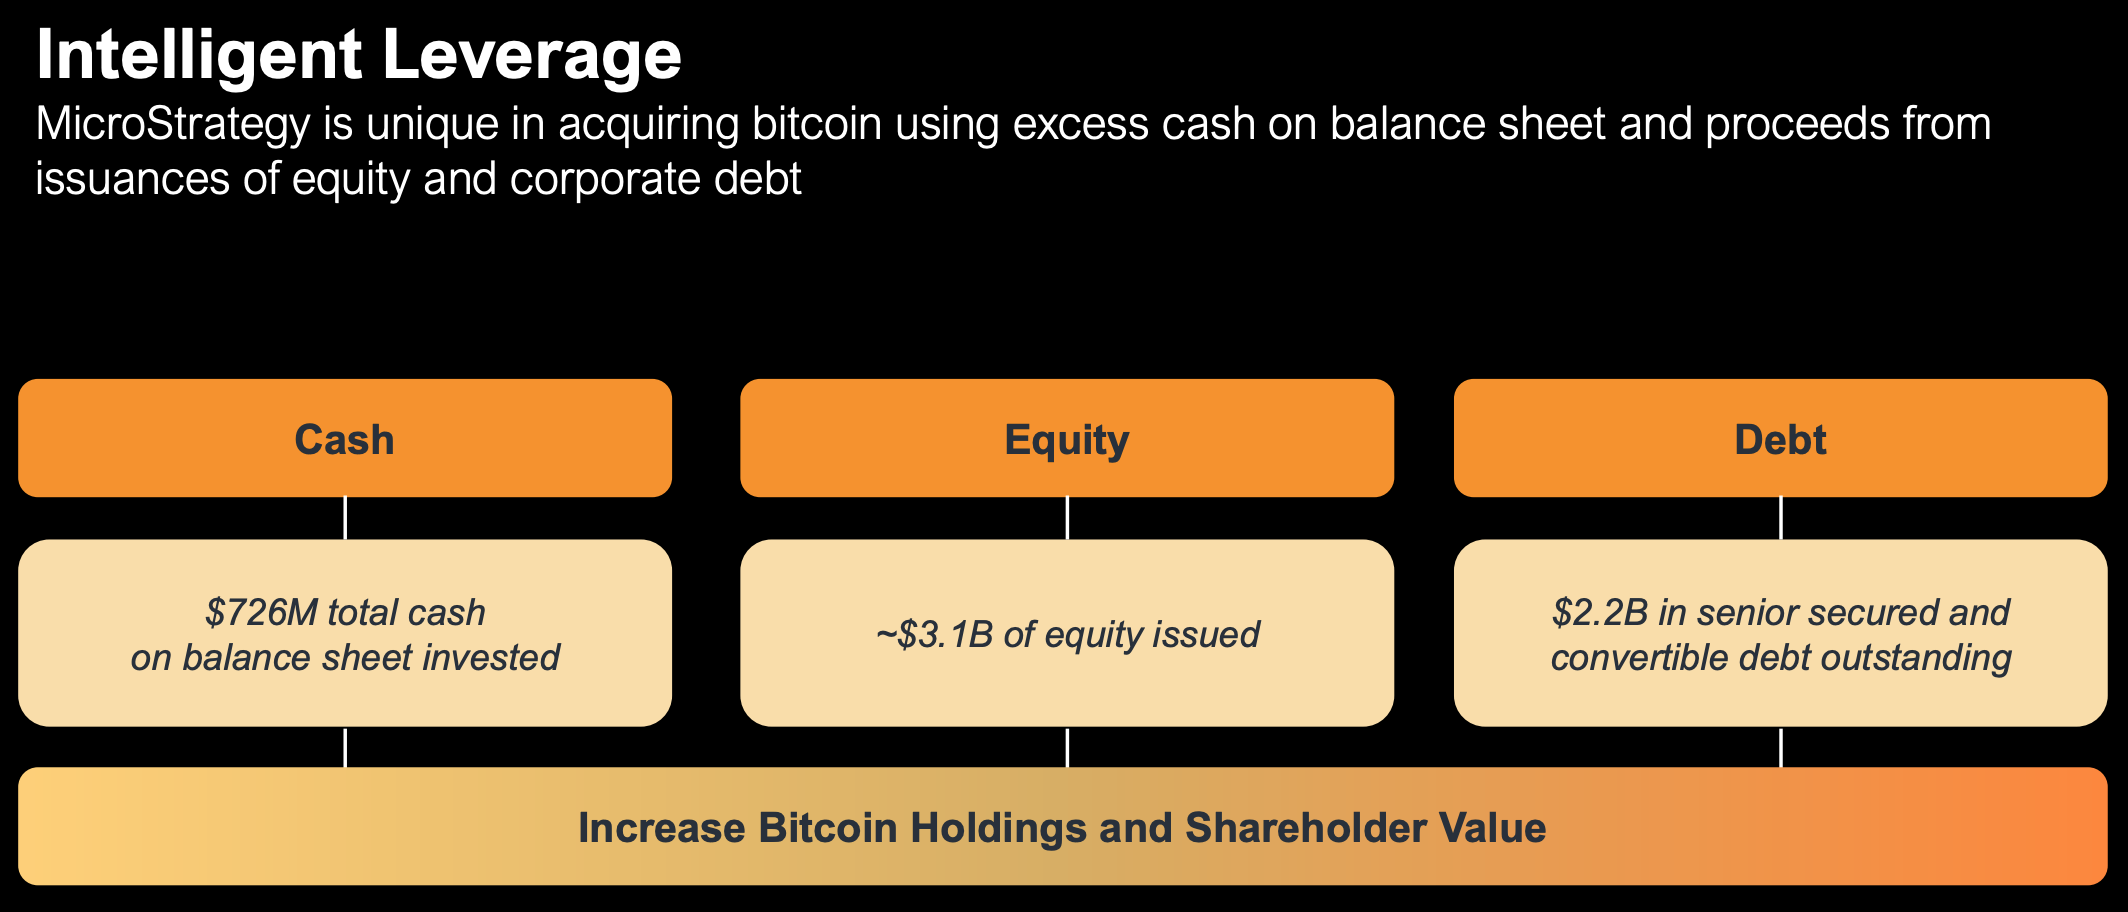 Intelligent Leverage
MicroStrategy is unique in acquiring bitcoin using excess cash on balance sheet and proceeds from
issuances of equity and corporate debt
Cash
Equity
Debt
$726M total cash
on balance sheet invested
~$3.1B of equity issued
$2.2B in senior secured and
convertible debt outstanding
Increase Bitcoin Holdings and Shareholder Value